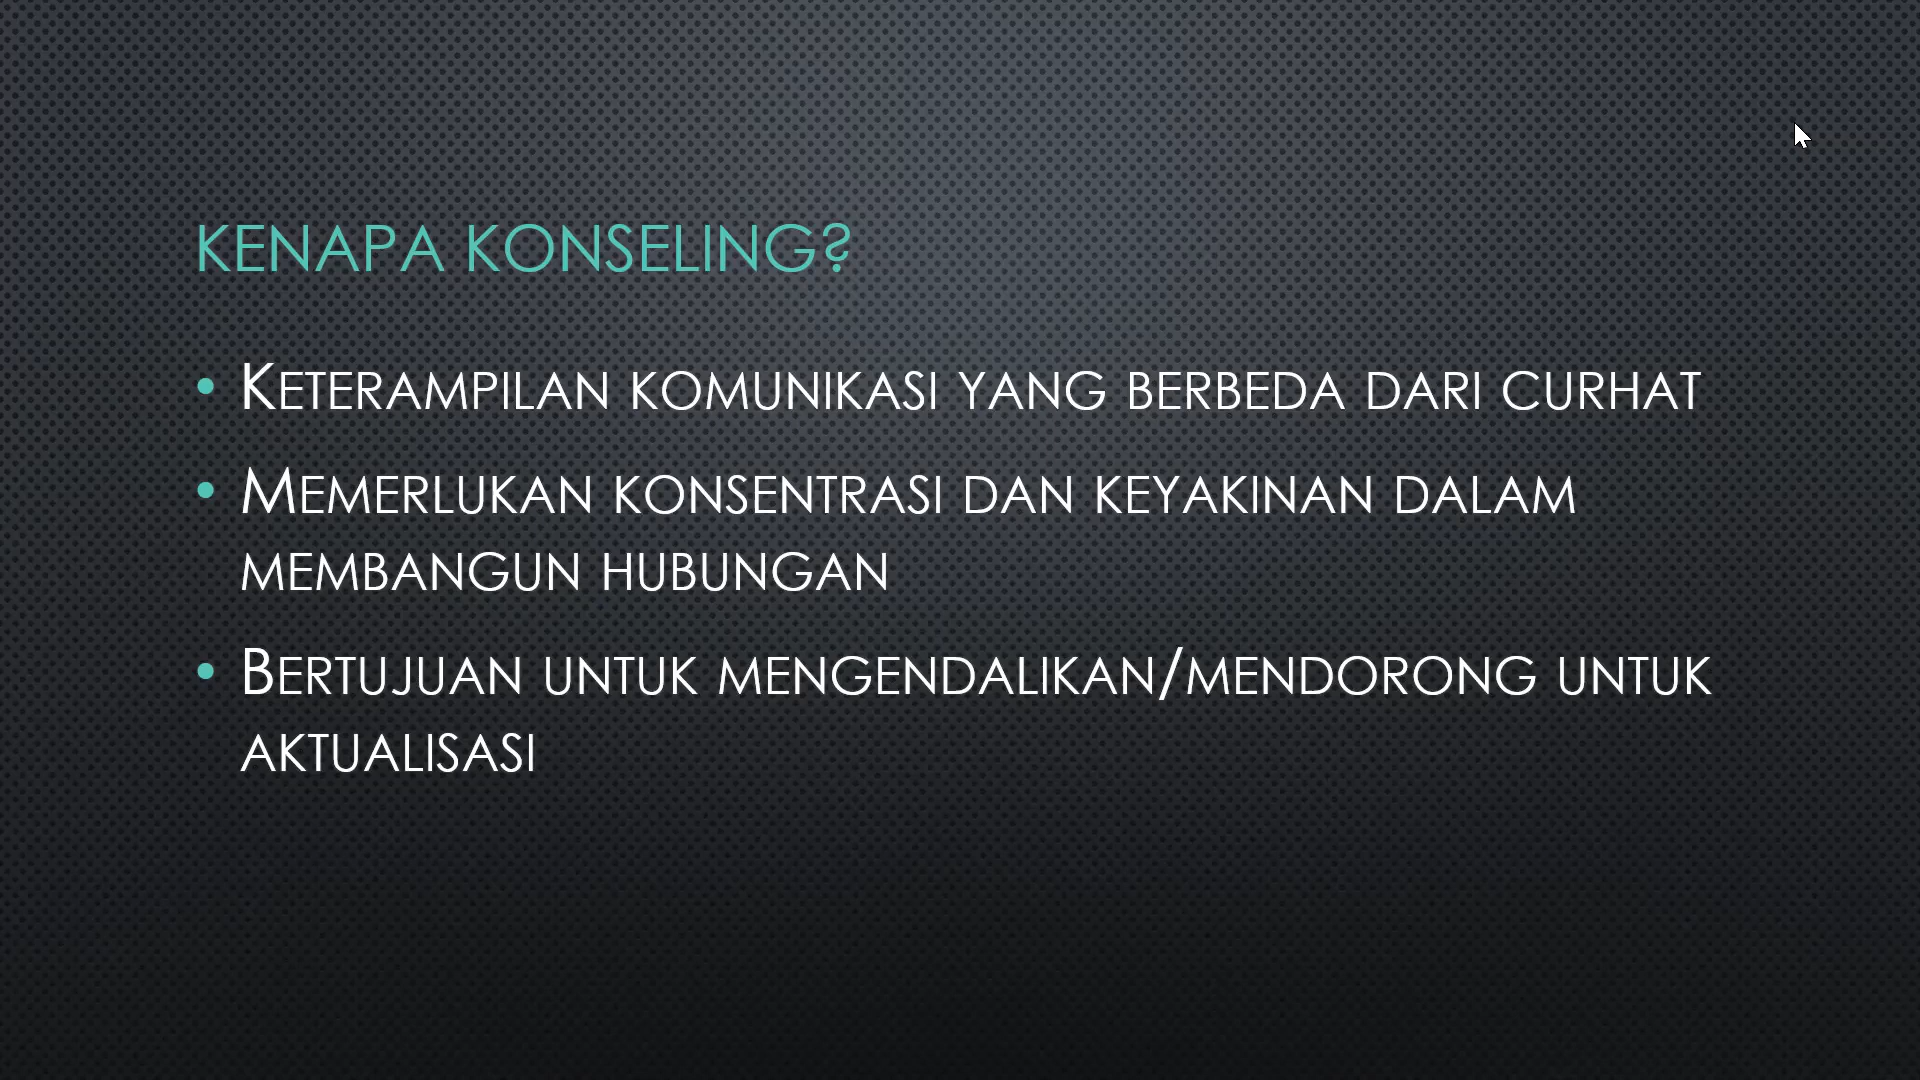 KENAPA KONSELING?
• KETERAMPILAN KOMUNIKASI YANG BERBEDA DARI CURHAT
• MEMERLUKAN KONSENTRASI DAN KEYAKINAN DALAM
MEMBANGUN HUBUNGAN
• BERTUJUAN UNTUK MENGENDALIKAN/MENDORONG UNTUK
AKTUALISASI